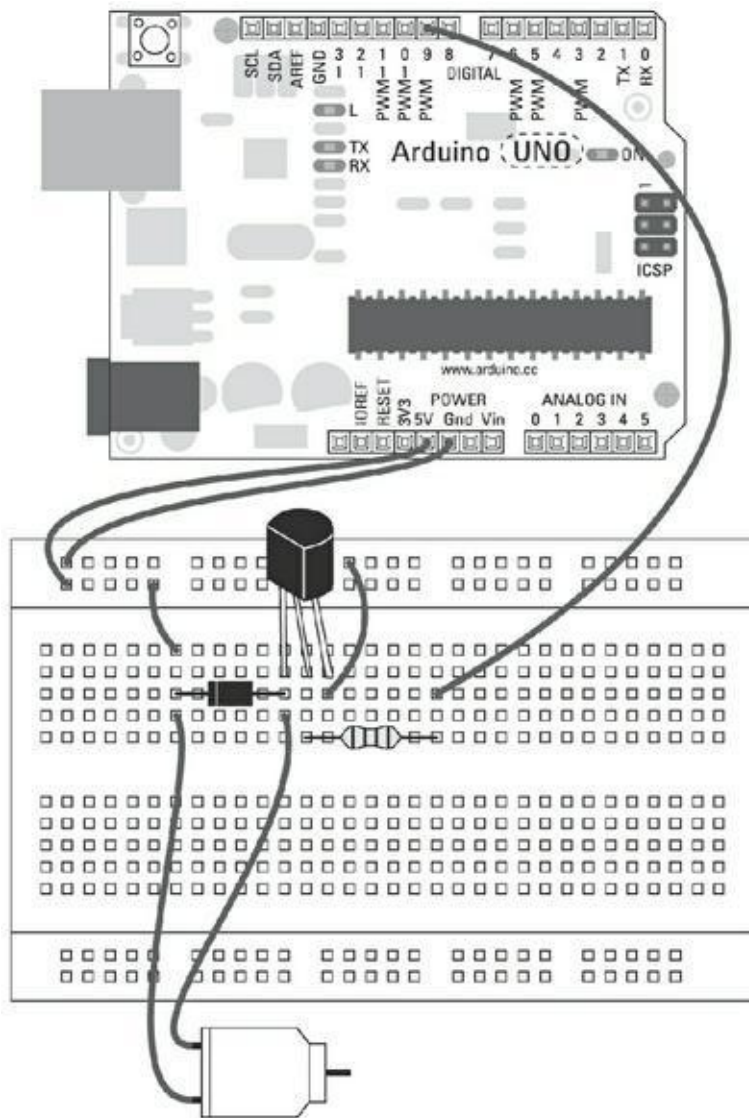 SCL
SDA
AREF
GND
13
12
PWM 11
PWM 10
PWM 9
8
DIGITAL
7
PWM 6
PWM 5
4
PWM 3
2
TX 1
RX 0
L
TX
RX
Arduino UNO
ON
1
ICSP
www.arduino.cc
IOREF
RESET
3V3
POWER
5V Gnd Vin
ANALOG IN
0 1 2 3 4 5